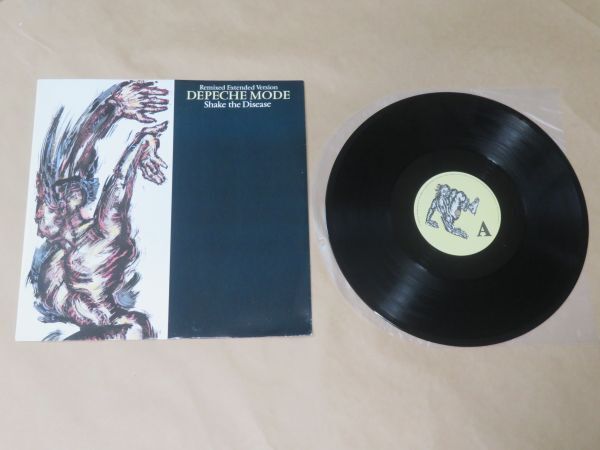 Remixed Extended Version
DEPECHE MODE
Shake the Disease
A